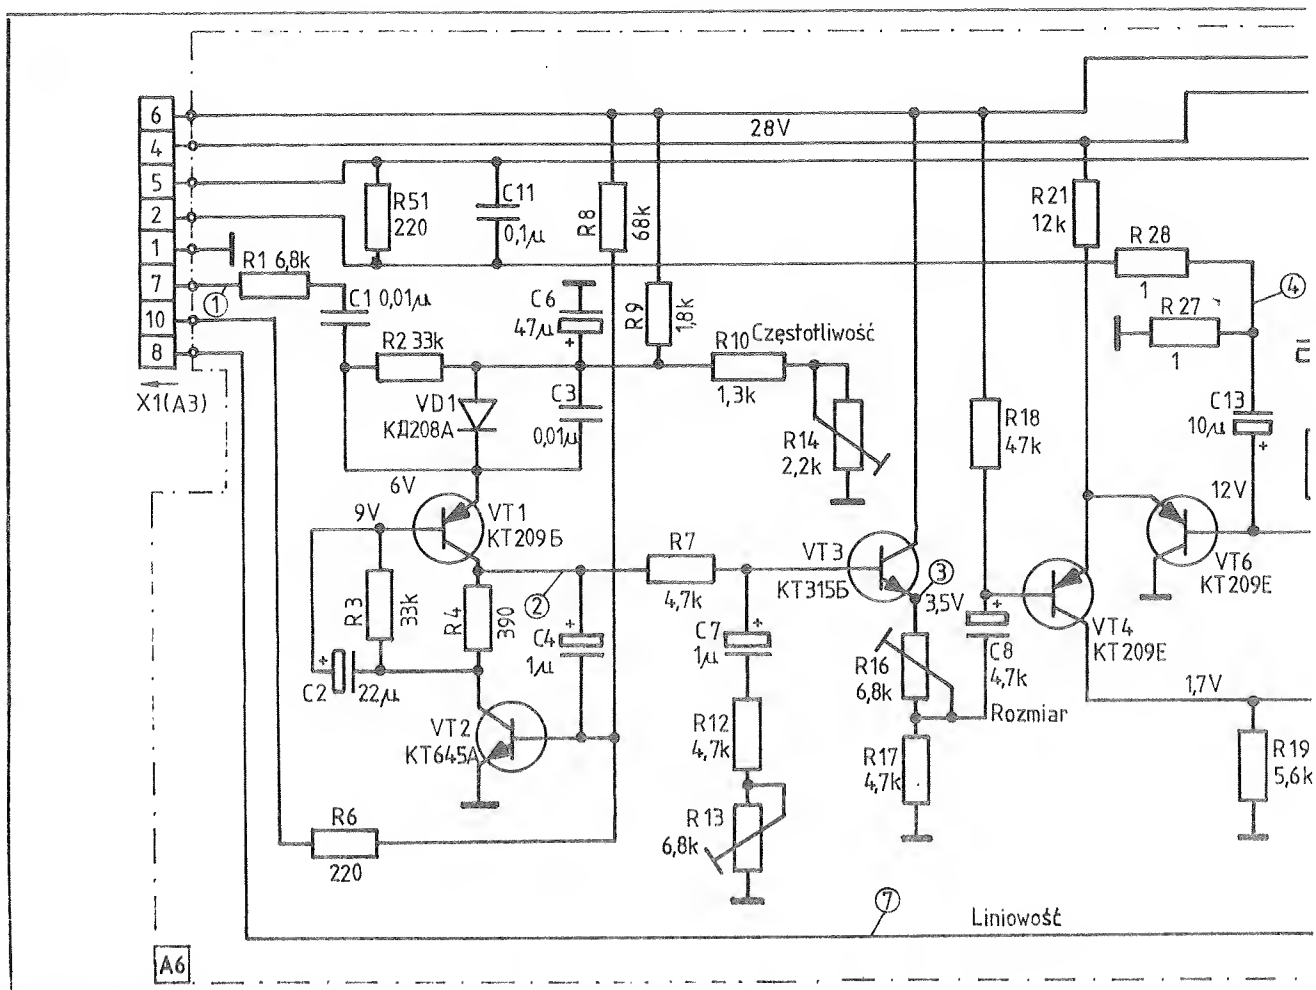 6
28V
4
5
R51
220
C11
0,1µ
R8
68k
R21
12k
2
R28
1
1
R1 6,8k
7
1
C1 0,01µ
C6
47µ
+
R9
1,8k
4
R27
1
10
R2 33k
R10
Częstotliwość
1,3k
8
X1(A3)
VD1
КД208А
C3
0,01µ
R14
2,2k
R18
47k
C13
10µ
+
6V
9V
VT1
КТ209Б
12V
R7
4,7k
VT3
КТ315Б
3
3,5V
VT6
КТ209Е
R3
33k
R4
390
2
+
C4
1µ
C7
1µ
+
+
C8
4,7k
VT4
КТ209Е
R16
6,8k
C2
+
22µ
1,7V
Rozmiar
VT2
КТ645А
R12
4,7k
R17
4,7k
R19
5,6k
R6
220
R13
6,8k
7
Liniowość
A6